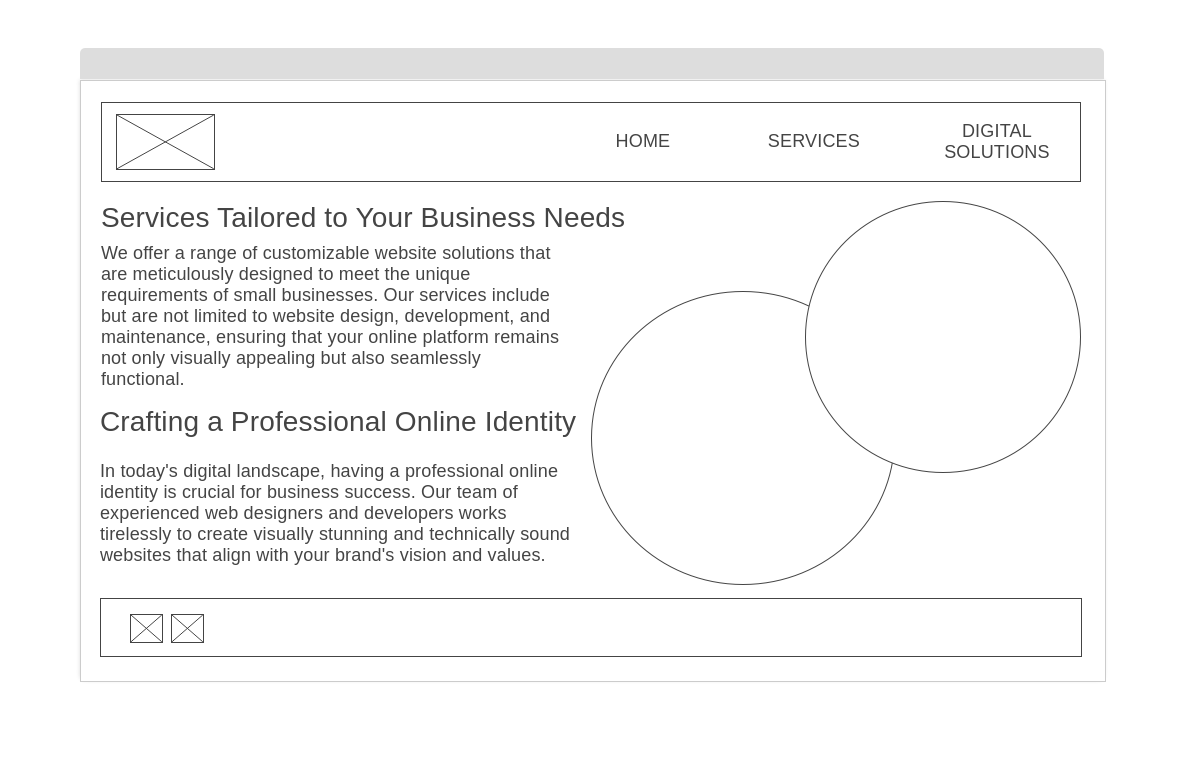 HOME
SERVICES
DIGITAL
SOLUTIONS
Services Tailored to Your Business Needs
We offer a range of customizable website solutions that
are meticulously designed to meet the unique
requirements of small businesses. Our services include
but are not limited to website design, development, and
maintenance, ensuring that your online platform remains
not only visually appealing but also seamlessly
functional.
Crafting a Professional Online Identity
In today's digital landscape, having a professional online
identity is crucial for business success. Our team of
experienced web designers and developers works
tirelessly to create visually stunning and technically sound
websites that align with your brand's vision and values.